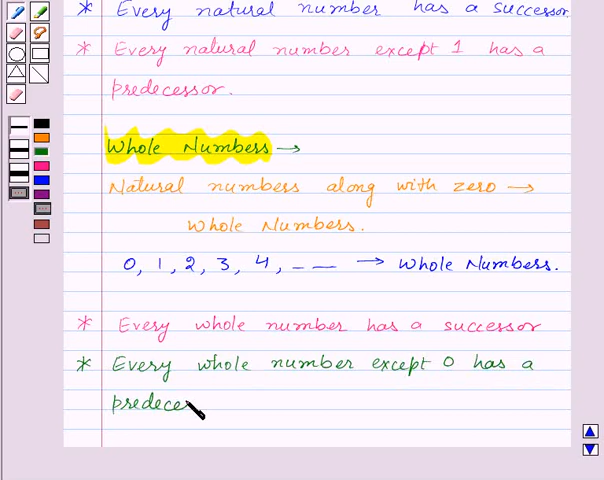 * Every natural number has a successor.
* Every natural number except 1 has a
predecessor.
Whole Numbers →
Natural numbers along with zero →
Whole Numbers.
0, 1, 2, 3, 4, _ _ → Whole Numbers.
* Every whole number has a successor
* Every whole number except 0 has a
predece